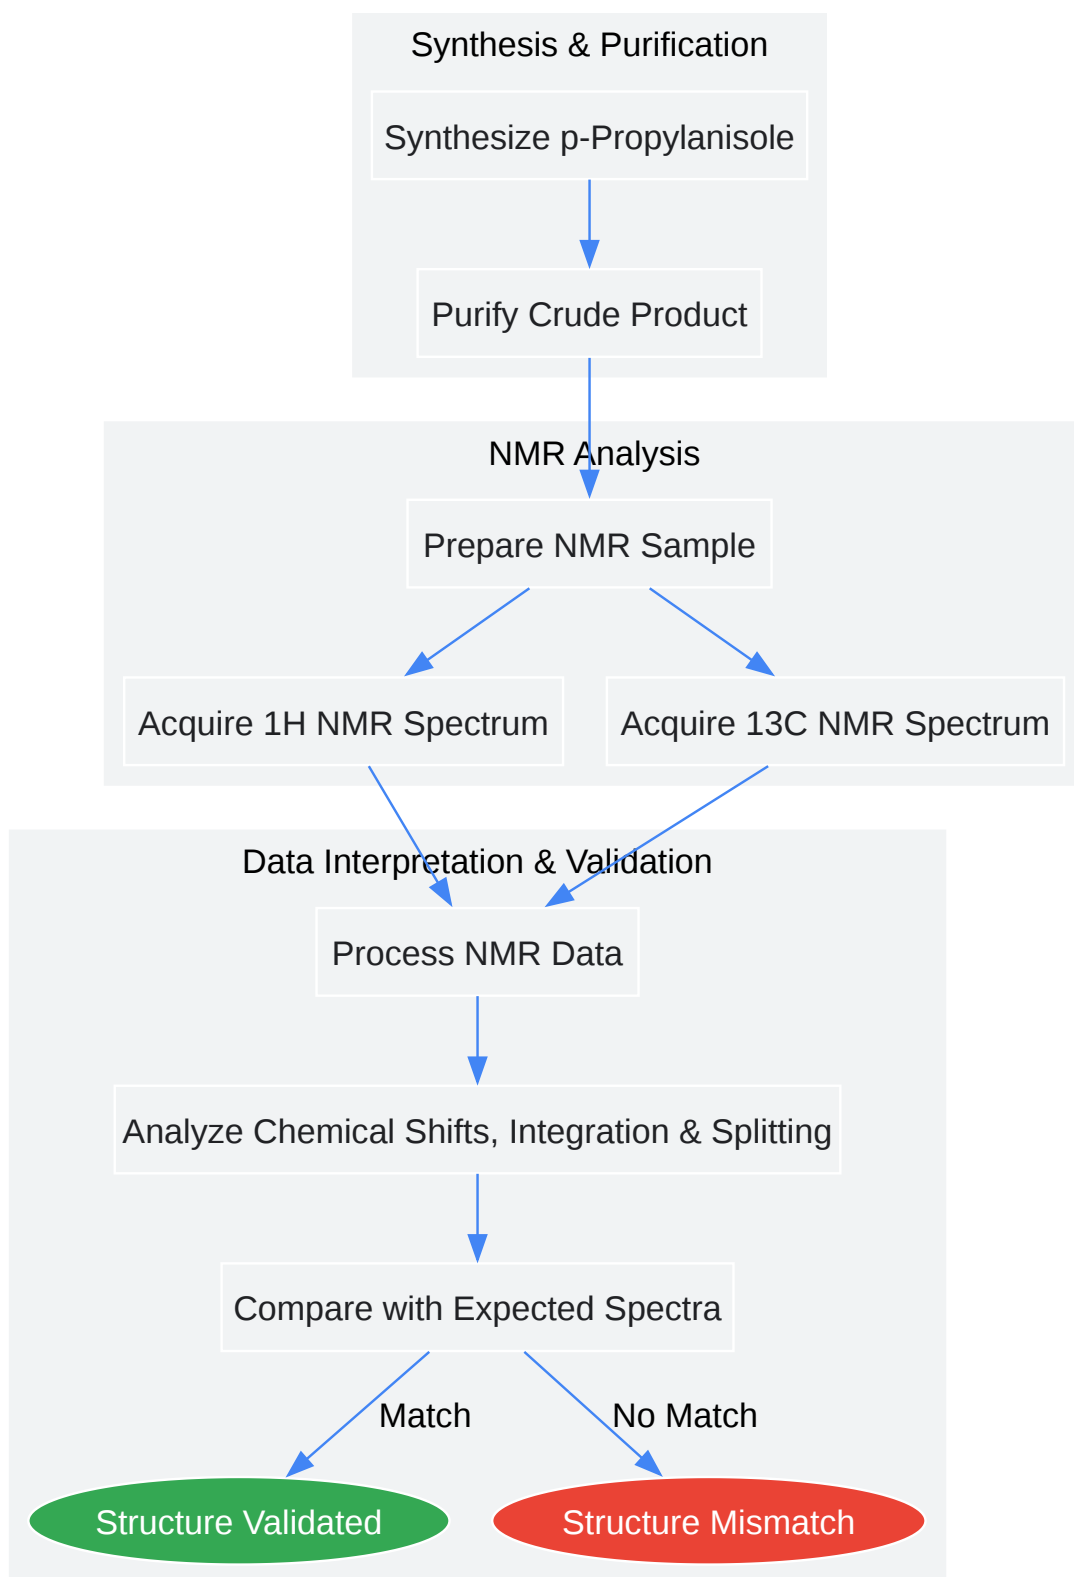 Synthesis & Purification
Synthesize p-Propylanisole
Purify Crude Product
NMR Analysis
Prepare NMR Sample
Acquire 1H NMR Spectrum
Acquire 13C NMR Spectrum
Data Interpretation & Validation
Process NMR Data
Analyze Chemical Shifts, Integration & Splitting
Compare with Expected Spectra
Match
No Match
Structure Validated
Structure Mismatch